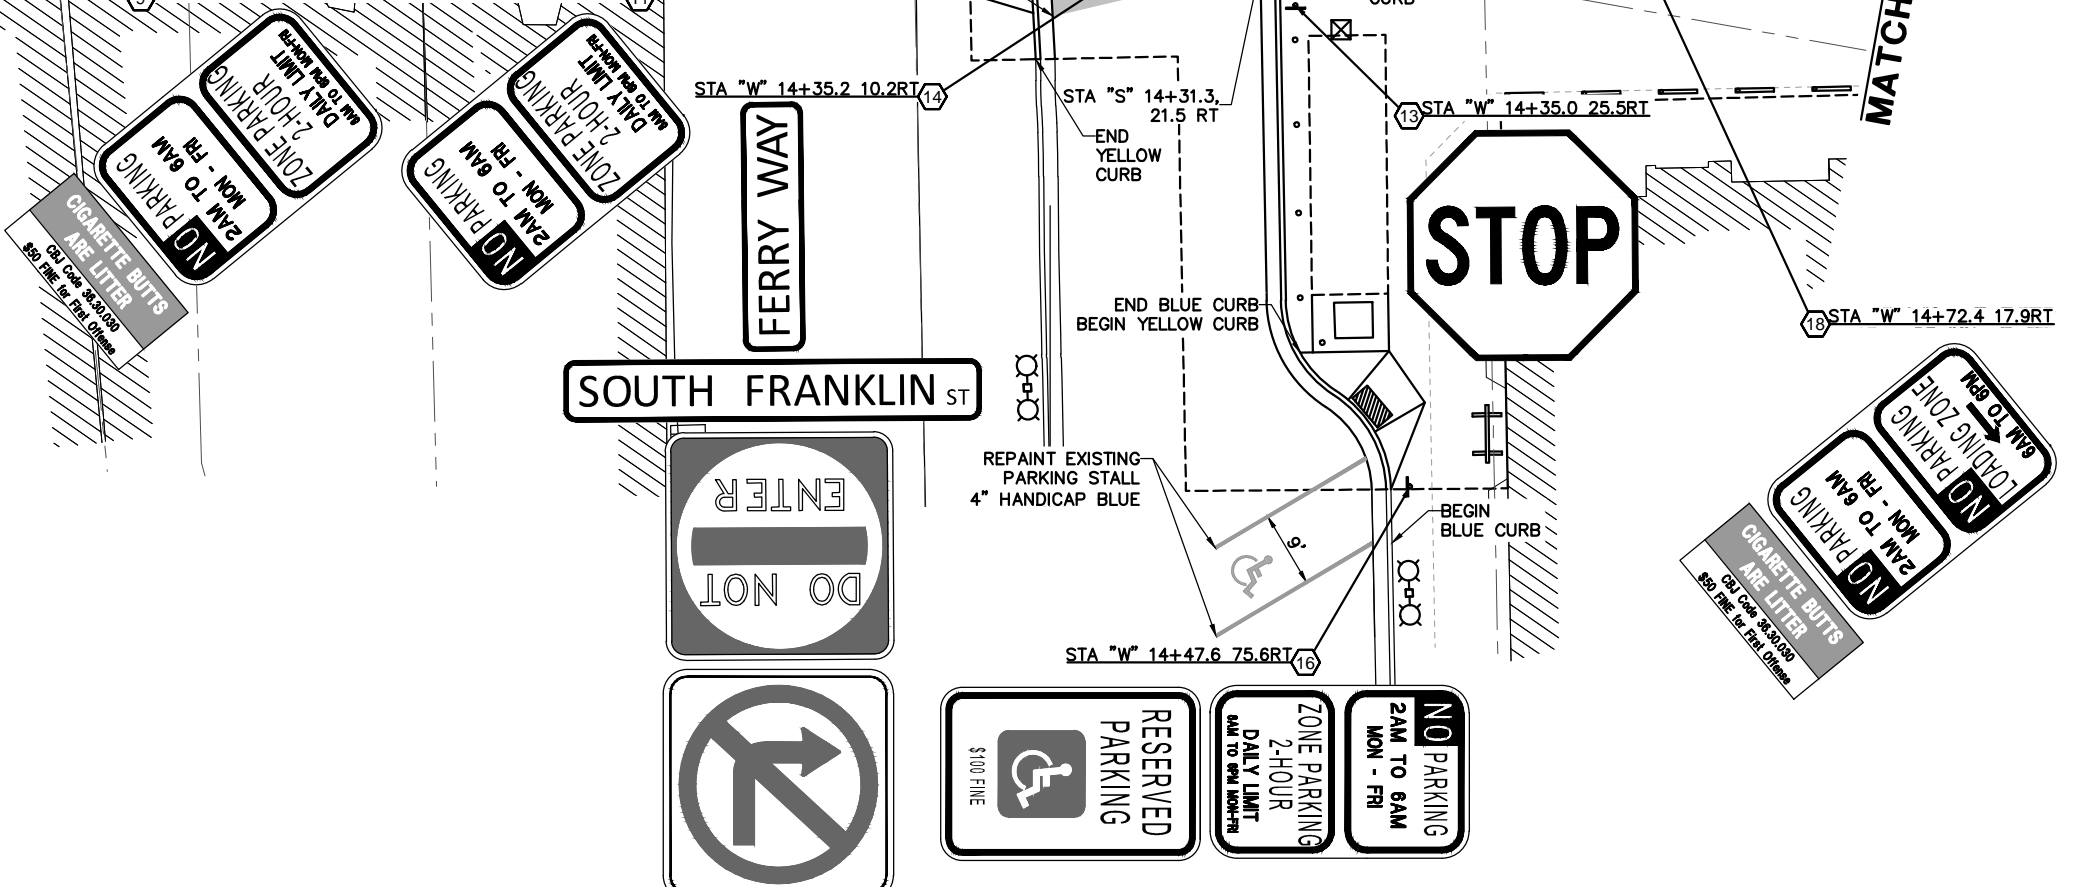 CURB
MATCH
STA "W" 14+35.2 10.2RT
14
STA "S" 14+31.3,
21.5 RT
END
YELLOW
CURB
13
STA "W" 14+35.0 25.5RT
ZONE PARKING
2-HOUR
DAILY LIMIT
8AM TO 6PM MON-FRI
NO PARKING
2AM TO 6AM
MON - FRI
CIGARETTE BUTTS
ARE LITTER
CBJ Code 36.30.030
$50 FINE for First Offense
ZONE PARKING
2-HOUR
DAILY LIMIT
8AM TO 6PM MON-FRI
NO PARKING
2AM TO 6AM
MON - FRI
FERRY WAY
SOUTH FRANKLIN ST
STOP
END BLUE CURB
BEGIN YELLOW CURB
18
STA "W" 14+72.4 17.9RT
DO NOT
ENTER
REPAINT EXISTING
PARKING STALL
4" HANDICAP BLUE
9'
BEGIN
BLUE CURB
STA "W" 14+47.6 75.6RT
16
NO PARKING
LOADING ZONE
6AM TO 6PM
NO PARKING
2AM TO 6AM
MON - FRI
CIGARETTE BUTTS
ARE LITTER
CBJ Code 36.30.030
$50 FINE for First Offense
RESERVED
PARKING
$100 FINE
ZONE PARKING
2-HOUR
DAILY LIMIT
8AM TO 6PM MON-FRI
NO PARKING
2AM TO 6AM
MON - FRI